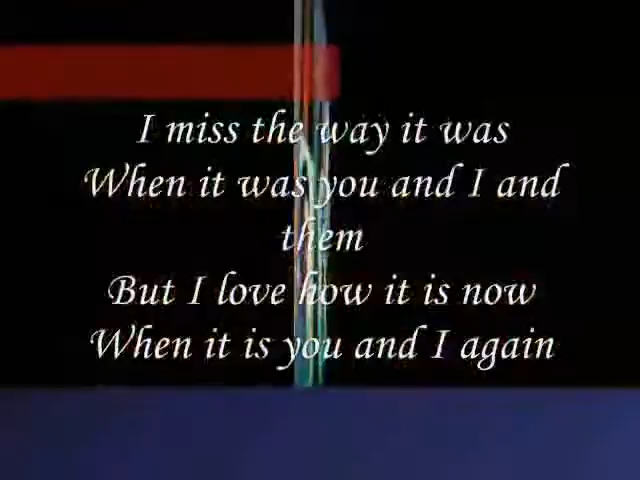 I miss the way it was
When it was you and I and
them
But I love how it is now
When it is you and I again